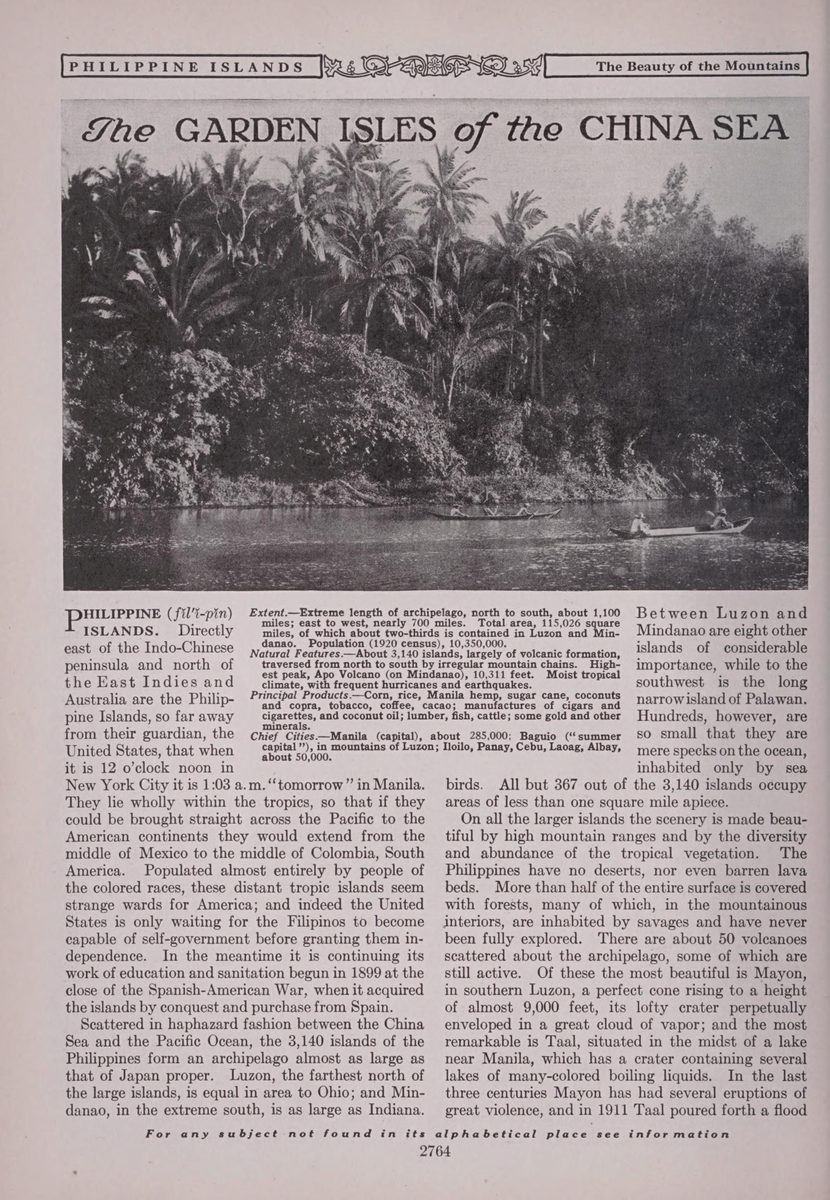 PHILIPPINE ISLANDS
The Beauty of the Mountains
The GARDEN ISLES of the CHINA SEA
PHILIPPINE (fĭl'ĭ-pĭn)
ISLANDS. Directly
east of the Indo-Chinese
peninsula and north of
the East Indies and
Australia are the Philip-
pine Islands, so far away
from their guardian, the
United States, that when
it is 12 o'clock noon in
New York City it is 1:03 a.m. “tomorrow” in Manila.
They lie wholly within the tropics, so that if they
could be brought straight across the Pacific to the
American continents they would extend from the
middle of Mexico to the middle of Colombia, South
America. Populated almost entirely by people of
the colored races, these distant tropic islands seem
strange wards for America; and indeed the United
States is only waiting for the Filipinos to become
capable of self-government before granting them in-
dependence. In the meantime it is continuing its
work of education and sanitation begun in 1899 at the
close of the Spanish-American War, when it acquired
the islands by conquest and purchase from Spain.
Scattered in haphazard fashion between the China
Sea and the Pacific Ocean, the 3,140 islands of the
Philippines form an archipelago almost as large as
that of Japan proper. Luzon, the farthest north of
the large islands, is equal in area to Ohio; and Min-
danao, in the extreme south, is as large as Indiana.
Extent.—Extreme length of archipelago, north to south, about 1,100
miles; east to west, nearly 700 miles. Total area, 115,026 square
miles, of which about two-thirds is contained in Luzon and Min-
danao. Population (1920 census), 10,350,000.
Natural Features.—About 3,140 islands, largely of volcanic formation,
traversed from north to south by irregular mountain chains. High-
est peak, Apo Volcano (on Mindanao), 10,311 feet. Moist tropical
climate, with frequent hurricanes and earthquakes.
Principal Products.—Corn, rice, Manila hemp, sugar cane, coconuts
and copra, tobacco, coffee, cacao; manufactures of cigars and
cigarettes, and coconut oil; lumber, fish, cattle; some gold and other
minerals.
Chief Cities.—Manila (capital), about 285,000; Baguio (“summer
capital”), in mountains of Luzon; Iloilo, Panay, Cebu, Laoag, Albay,
about 50,000.
Between Luzon and
Mindanao are eight other
islands of considerable
importance, while to the
southwest is the long
narrow island of Palawan.
Hundreds, however, are
so small that they are
mere specks on the ocean,
inhabited only by sea
birds. All but 367 out of the 3,140 islands occupy
areas of less than one square mile apiece.
On all the larger islands the scenery is made beau-
tiful by high mountain ranges and by the diversity
and abundance of the tropical vegetation. The
Philippines have no deserts, nor even barren lava
beds. More than half of the entire surface is covered
with forests, many of which, in the mountainous
interiors, are inhabited by savages and have never
been fully explored. There are about 50 volcanoes
scattered about the archipelago, some of which are
still active. Of these the most beautiful is Mayon,
in southern Luzon, a perfect cone rising to a height
of almost 9,000 feet, its lofty crater perpetually
enveloped in a great cloud of vapor; and the most
remarkable is Taal, situated in the midst of a lake
near Manila, which has a crater containing several
lakes of many-colored boiling liquids. In the last
three centuries Mayon has had several eruptions of
great violence, and in 1911 Taal poured forth a flood
For any subject not found in its alphabetical place see information
2764